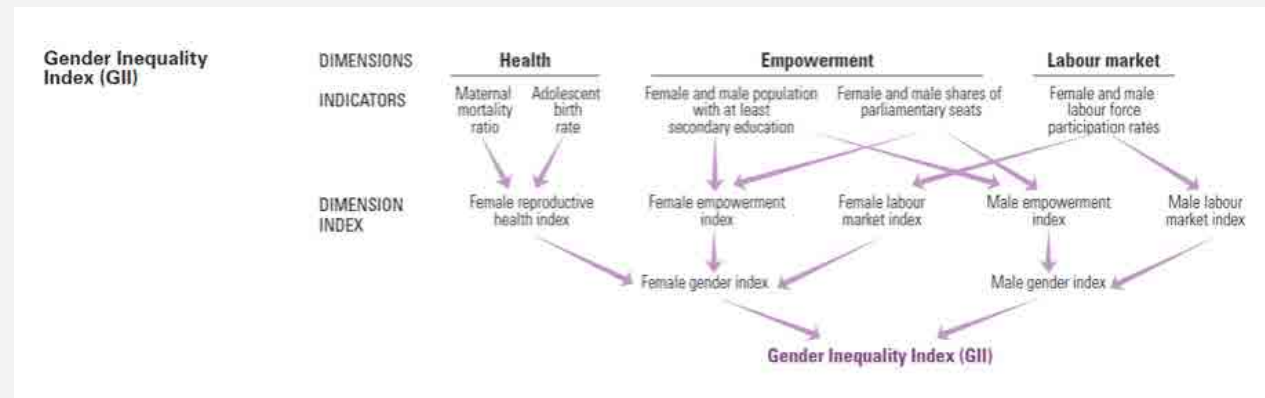 Gender Inequality
Index (GII)
DIMENSIONS
Health
Empowerment
Labour market
INDICATORS
Maternal
mortality
ratio
Adolescent
birth
rate
Female and male population
with at least
secondary education
Female and male shares of
parliamentary seats
Female and male
labour force
participation rates
DIMENSION
INDEX
Female reproductive
health index
Female empowerment
index
Female labour
market index
Male empowerment
index
Male labour
market index
Female gender index
Male gender index
Gender Inequality Index (GII)